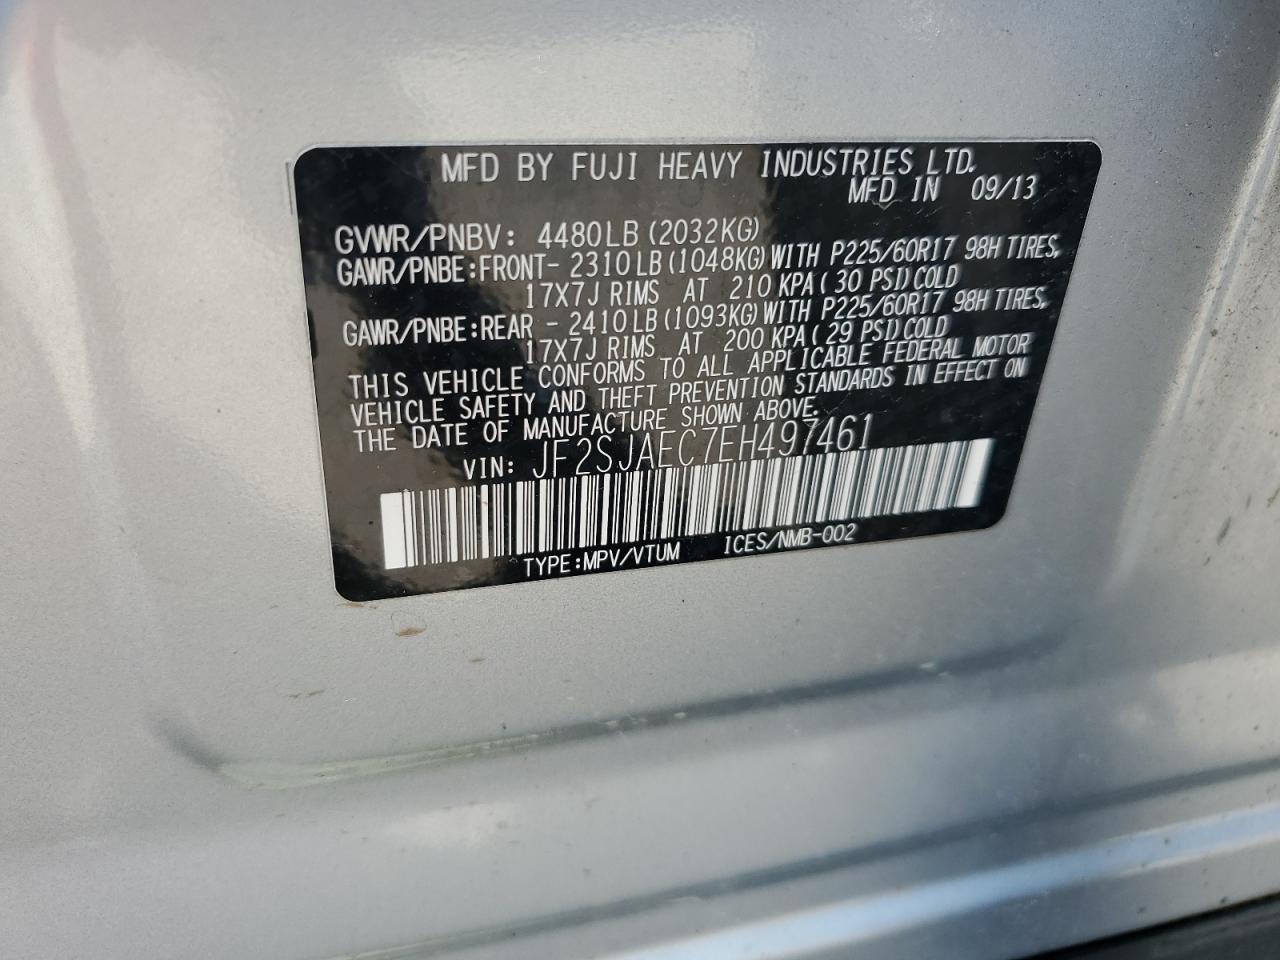 MFD BY FUJI HEAVY INDUSTRIES LTD.
MFD IN 09/13
GVWR/PNBV: 4480LB(2032KG)
GAWR/PNBE:FRONT- 2310LB(1048KG)WITH P225/60R17 98H TIRES,
17X7J RIMS AT 210 KPA( 30 PSI)COLD
GAWR/PNBE:REAR - 2410LB(1093KG)WITH P225/60R17 98H TIRES,
17X7J RIMS AT 200 KPA( 29 PSI)COLD
THIS VEHICLE CONFORMS TO ALL APPLICABLE FEDERAL MOTOR
VEHICLE SAFETY AND THEFT PREVENTION STANDARDS IN EFFECT ON
THE DATE OF MANUFACTURE SHOWN ABOVE.
VIN: JF2SJAEC7EH497461
TYPE:MPV/VTUM ICES/NMB-002